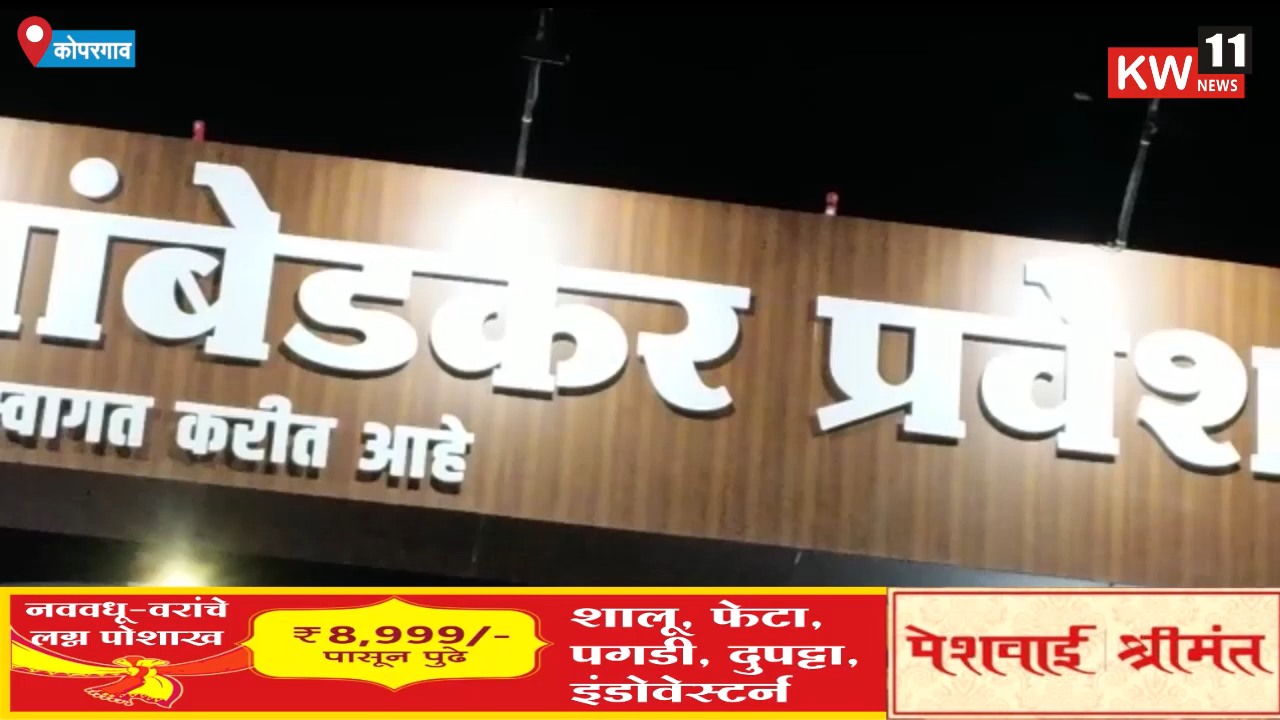 कोपरगाव
KW 11
NEWS
आंबेडकर प्रवेश
स्वागत करीत आहे
नववधू-वरांचे
लग्न पोशाख
₹8,999/-
पासून पुढे
शालू, फेटा,
पगडी, दुपट्टा,
इंडोवेस्टर्न
पेशवाई श्रीमंत